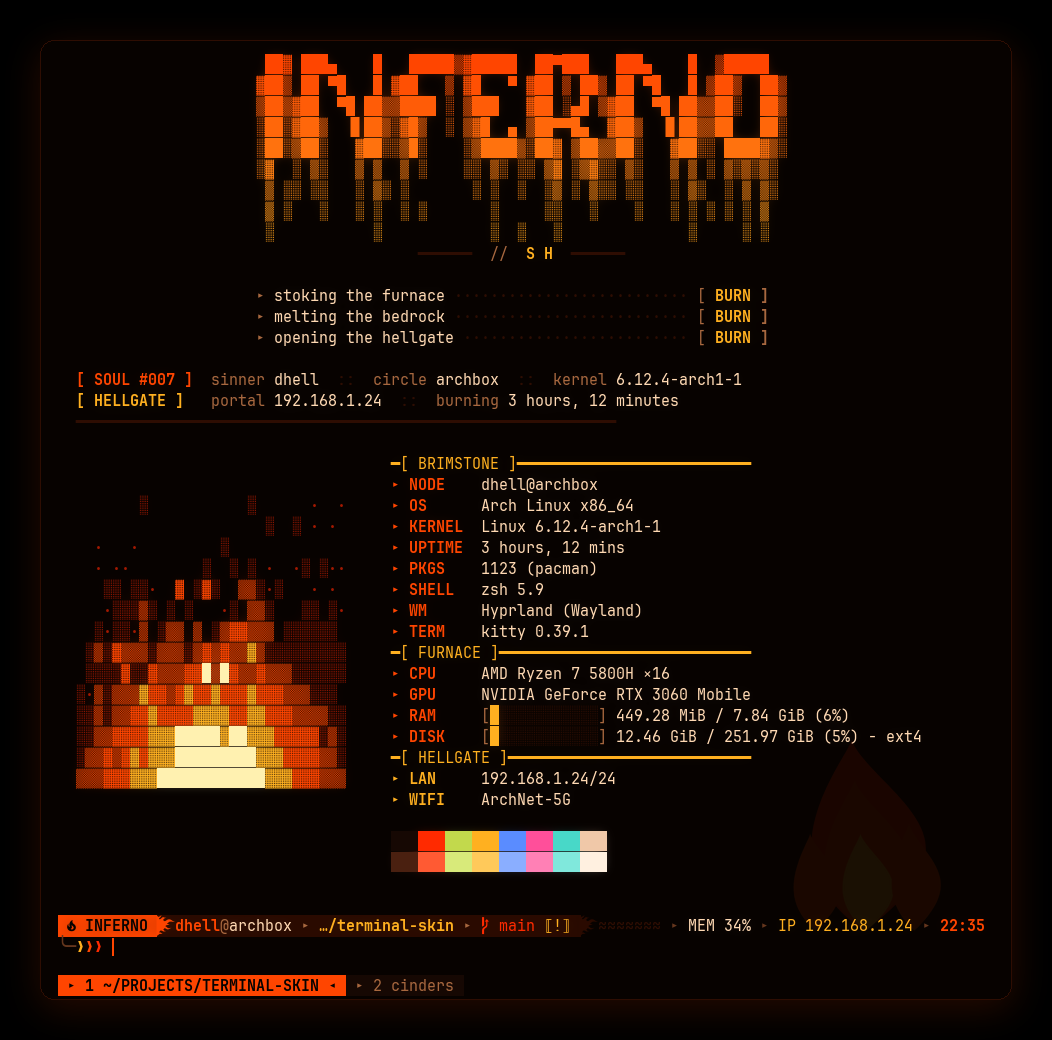 INFERNO
// S H
▸ stoking the furnace ························· [ BURN ]
▸ melting the bedrock ························· [ BURN ]
▸ opening the hellgate ························ [ BURN ]
[ SOUL #007 ] sinner dhell :: circle archbox :: kernel 6.12.4-arch1-1
[ HELLGATE ] portal 192.168.1.24 :: burning 3 hours, 12 minutes
[ BRIMSTONE ]
▸ NODE dhell@archbox
▸ OS Arch Linux x86_64
▸ KERNEL Linux 6.12.4-arch1-1
▸ UPTIME 3 hours, 12 mins
▸ PKGS 1123 (pacman)
▸ SHELL zsh 5.9
▸ WM Hyprland (Wayland)
▸ TERM kitty 0.39.1
[ FURNACE ]
▸ CPU AMD Ryzen 7 5800H ×16
▸ GPU NVIDIA GeForce RTX 3060 Mobile
▸ RAM [ ] 449.28 MiB / 7.84 GiB (6%)
▸ DISK [ ] 12.46 GiB / 251.97 GiB (5%) - ext4
[ HELLGATE ]
▸ LAN 192.168.1.24/24
▸ WIFI ArchNet-5G
INFERNO dhell@archbox ▸ …/terminal-skin ▸ main ⟦!⟧ ≈≈≈≈≈≈≈ ▸ MEM 34% ▸ IP 192.168.1.24 ▸ 22:35
╰─❯❯❯
▸ 1 ~/PROJECTS/TERMINAL-SKIN ◂ ▸ 2 cinders